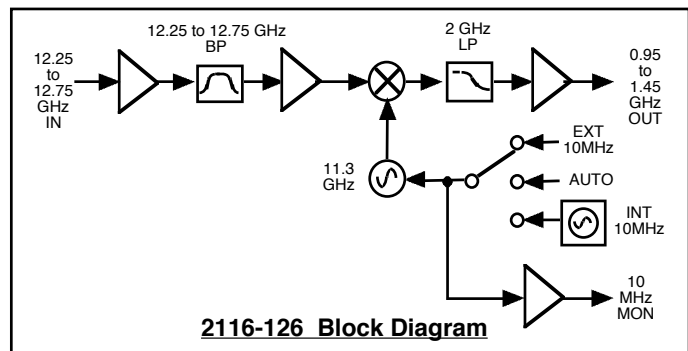 12.25
to
12.75
GHz
IN
12.25 to 12.75 GHz
BP
2 GHz
LP
0.95
to
1.45
GHz
OUT
11.3
GHz
EXT
10MHz
AUTO
INT
10MHz
10
MHz
MON
2116-126 Block Diagram